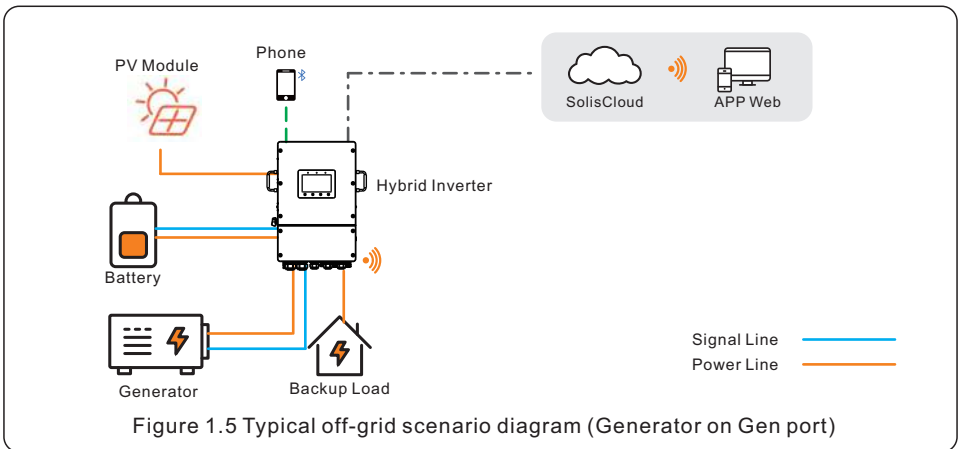 Phone
PV Module
SolisCloud
APP Web
Hybrid Inverter
Battery
Generator
Backup Load
Signal Line
Power Line
Figure 1.5 Typical off-grid scenario diagram (Generator on Gen port)